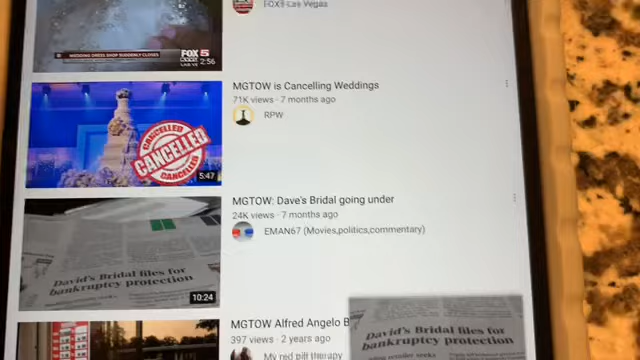 FOX5 Las Vegas
WEDDING DRESS SHOP SUDDENLY CLOSES
FOX 5
2:56
MGTOW is Cancelling Weddings
71K views · 7 months ago
RPW
CANCELLED
CANCELLED
CANCELLED
5:47
MGTOW: Dave's Bridal going under
24K views · 7 months ago
EMAN67 (Movies,politics,commentary)
David's Bridal files for
bankruptcy protection
10:24
MGTOW Alfred Angelo B
397 views · 2 years ago
My red pill therapy
David's Bridal files for
bankruptcy protection